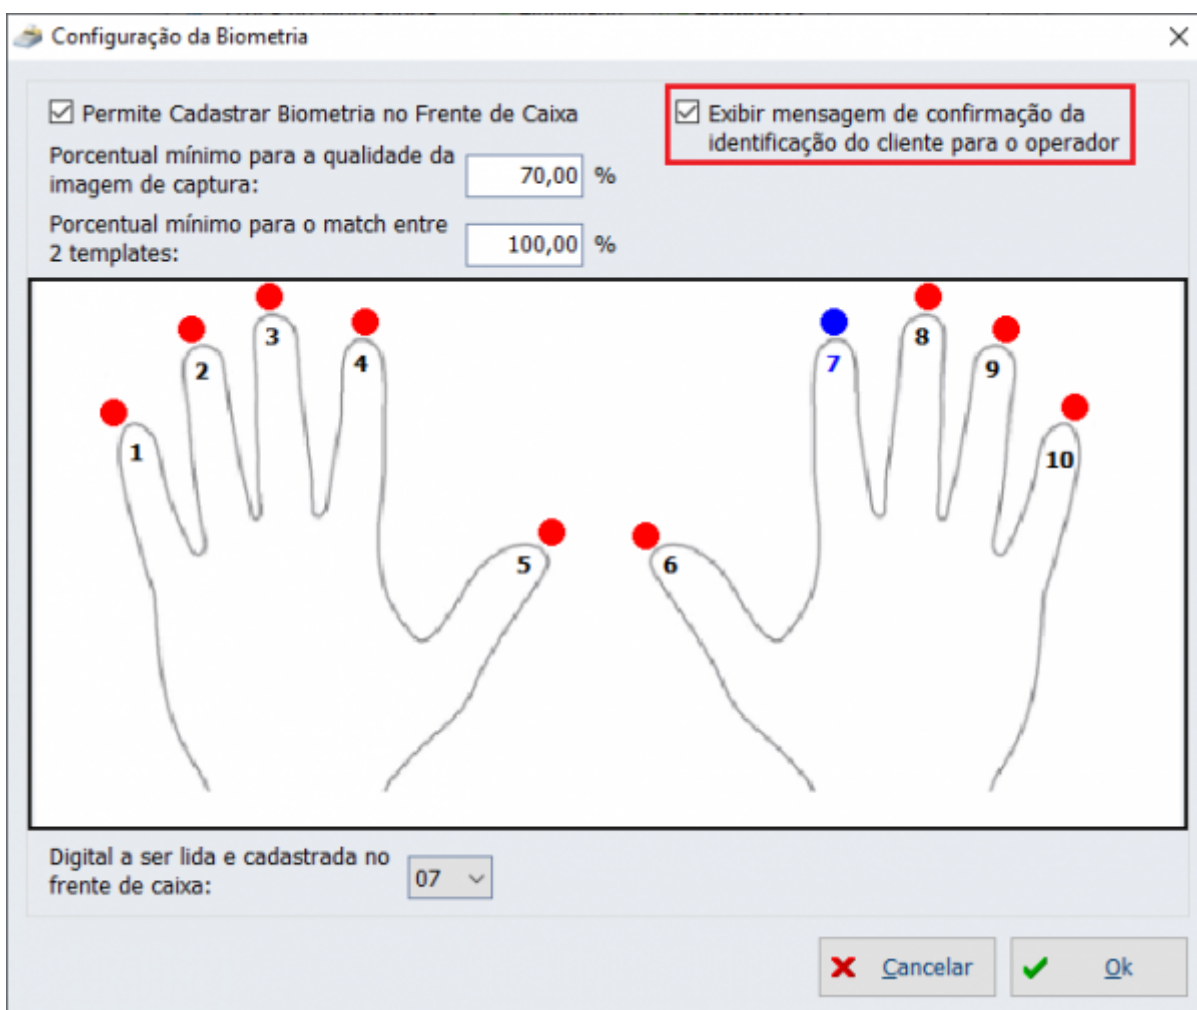 Configuração da Biometria
Permite Cadastrar Biometria no Frente de Caixa
Exibir mensagem de confirmação da
identificação do cliente para o operador
Porcentual mínimo para a qualidade da
imagem de captura:
70,00 %
Porcentual mínimo para o match entre
2 templates:
100,00 %
1
2
3
4
5
6
7
8
9
10
Digital a ser lida e cadastrada no
frente de caixa:
07
Cancelar
Ok